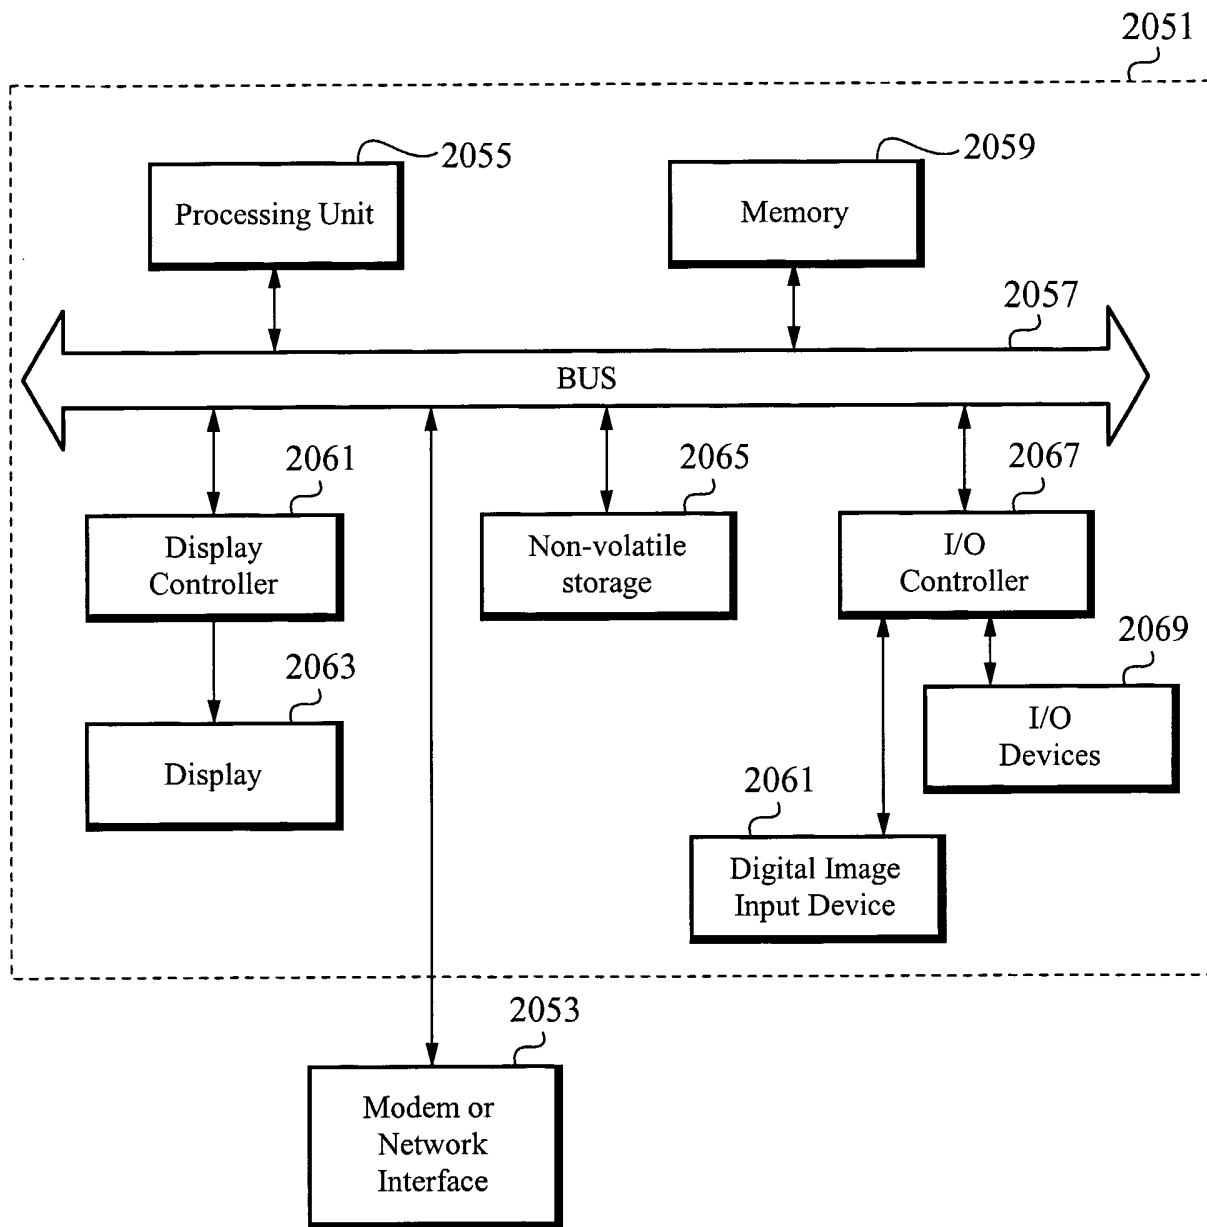 2051
2055
Processing Unit
2059
Memory
2057
BUS
2061
Display
Controller
2065
Non-volatile
storage
2067
I/O
Controller
2063
Display
2069
I/O
Devices
2061
Digital Image
Input Device
2053
Modem or
Network
Interface